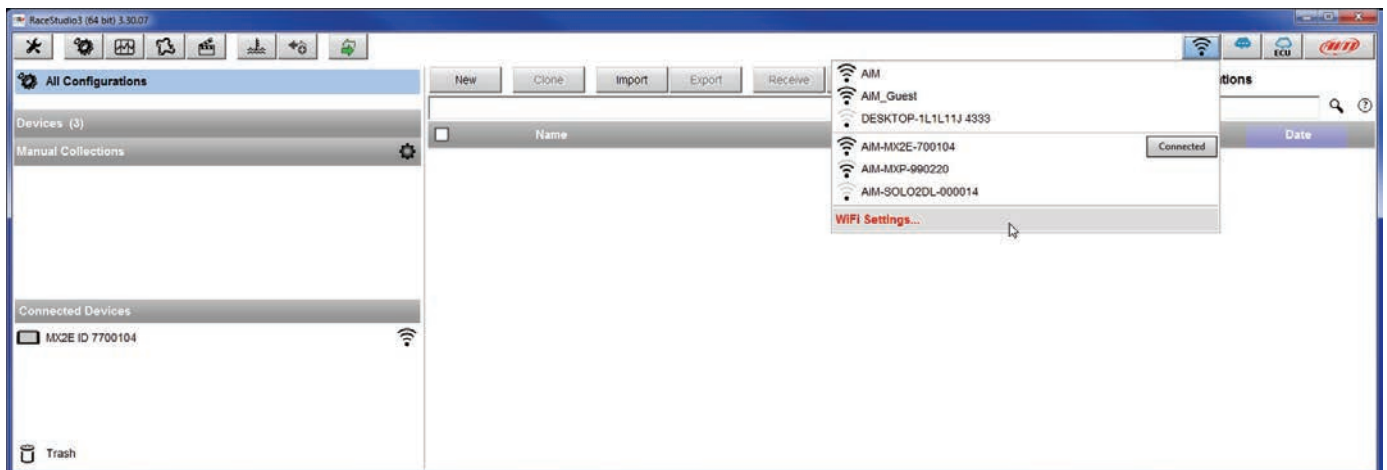 RaceStudio3 (64 bit) 3.30.07
ECU
AiM
All Configurations
New Clone Import Export Receive
tions
Devices (3)
Name
Date
Manual Collections
AiM
AiM_Guest
DESKTOP-1L1L11J 4333
AiM-MX2E-700104
Connected
AiM-MXP-990220
AiM-SOLO2DL-000014
WiFi Settings...
Connected Devices
MX2E ID 7700104
Trash